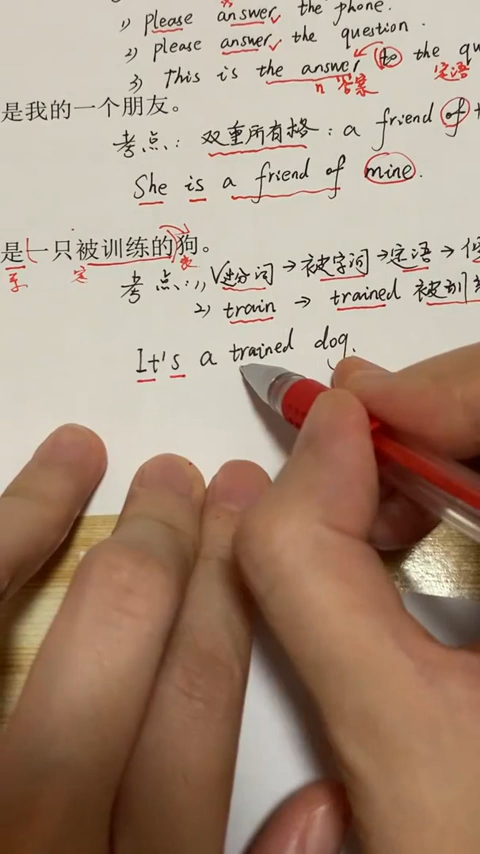 1) please answer the phone.
2) please answer the question.
3) This is the answer to the qu
n 答案 定语
是我的一个朋友。
考点: 双重所有格: a friend of
She is a friend of mine.
是一只被训练的狗。
系 定 表
考点: 1) V过分词 → 被字词 → 定语 →
2) train → trained 被训
It's a trained dog.